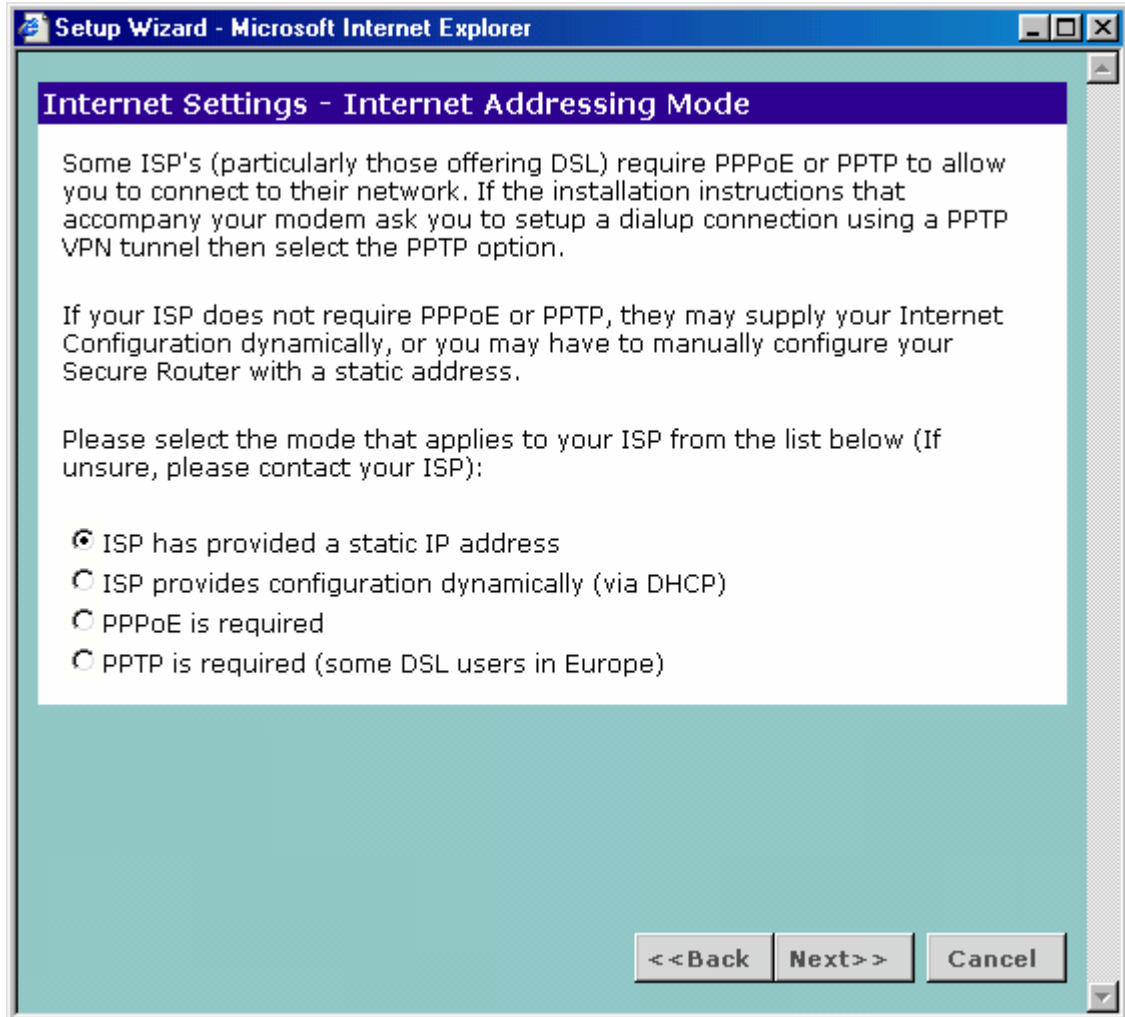 Setup Wizard - Microsoft Internet Explorer
Internet Settings - Internet Addressing Mode
Some ISP's (particularly those offering DSL) require PPPoE or PPTP to allow
you to connect to their network. If the installation instructions that
accompany your modem ask you to setup a dialup connection using a PPTP
VPN tunnel then select the PPTP option.
If your ISP does not require PPPoE or PPTP, they may supply your Internet
Configuration dynamically, or you may have to manually configure your
Secure Router with a static address.
Please select the mode that applies to your ISP from the list below (If
unsure, please contact your ISP):
ISP has provided a static IP address
ISP provides configuration dynamically (via DHCP)
PPPoE is required
PPTP is required (some DSL users in Europe)
<<Back Next>> Cancel